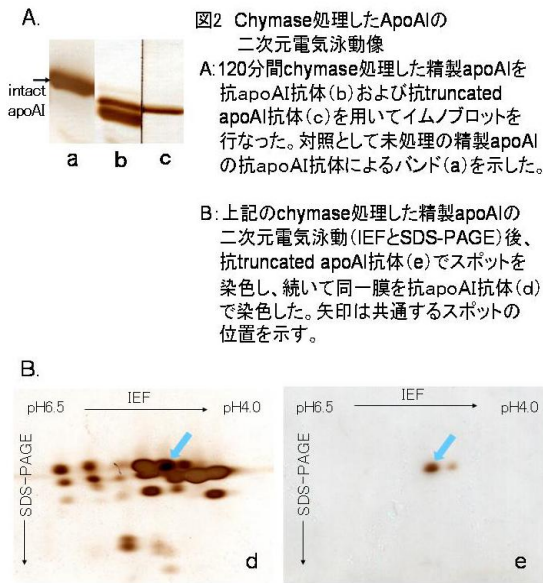 A.
図2 Chymase処理したApoAIの
二次元電気泳動像
intact
apoAI
a
b
c
A:120分間chymase処理した精製apoAIを
抗apoAI抗体(b)および抗truncated
apoAI抗体(c)を用いてイムノブロットを
行なった。対照として未処理の精製apoAI
の抗apoAI抗体によるバンド(a)を示した。
B:上記のchymase処理した精製apoAIの
二次元電気泳動(IEFとSDS-PAGE)後、
抗truncated apoAI抗体(e)でスポットを
染色し、続いて同一膜を抗apoAI抗体(d)
で染色した。矢印は共通するスポットの
位置を示す。
B.
pH6.5 IEF pH4.0
SDS-PAGE
d
pH6.5 IEF pH4.0
SDS-PAGE
e